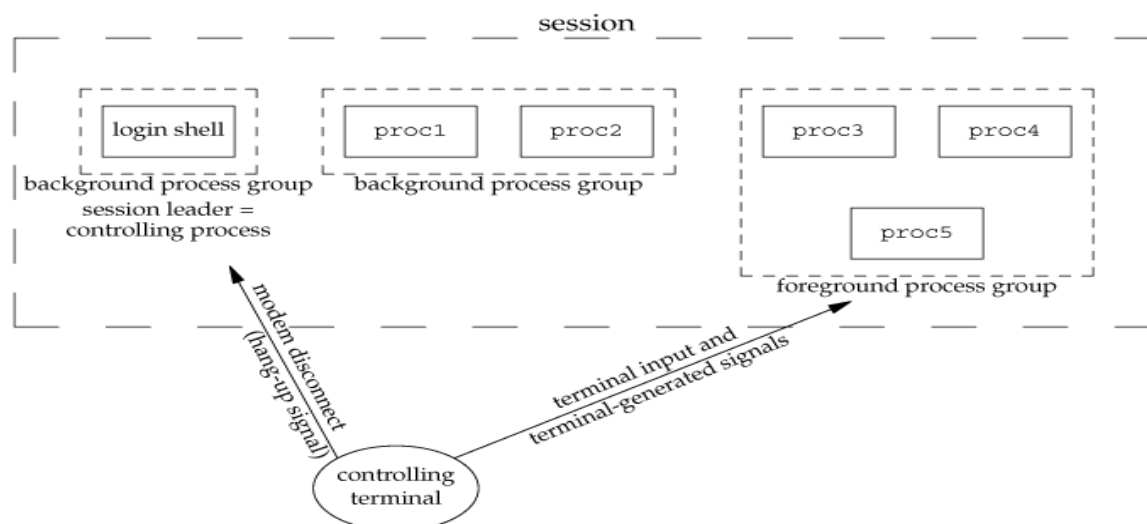 session
login shell
proc1
proc2
proc3
proc4
background process group
background process group
session leader =
controlling process
proc5
foreground process group
modem disconnect
(hang-up signal)
terminal input and
terminal-generated signals
controlling
terminal